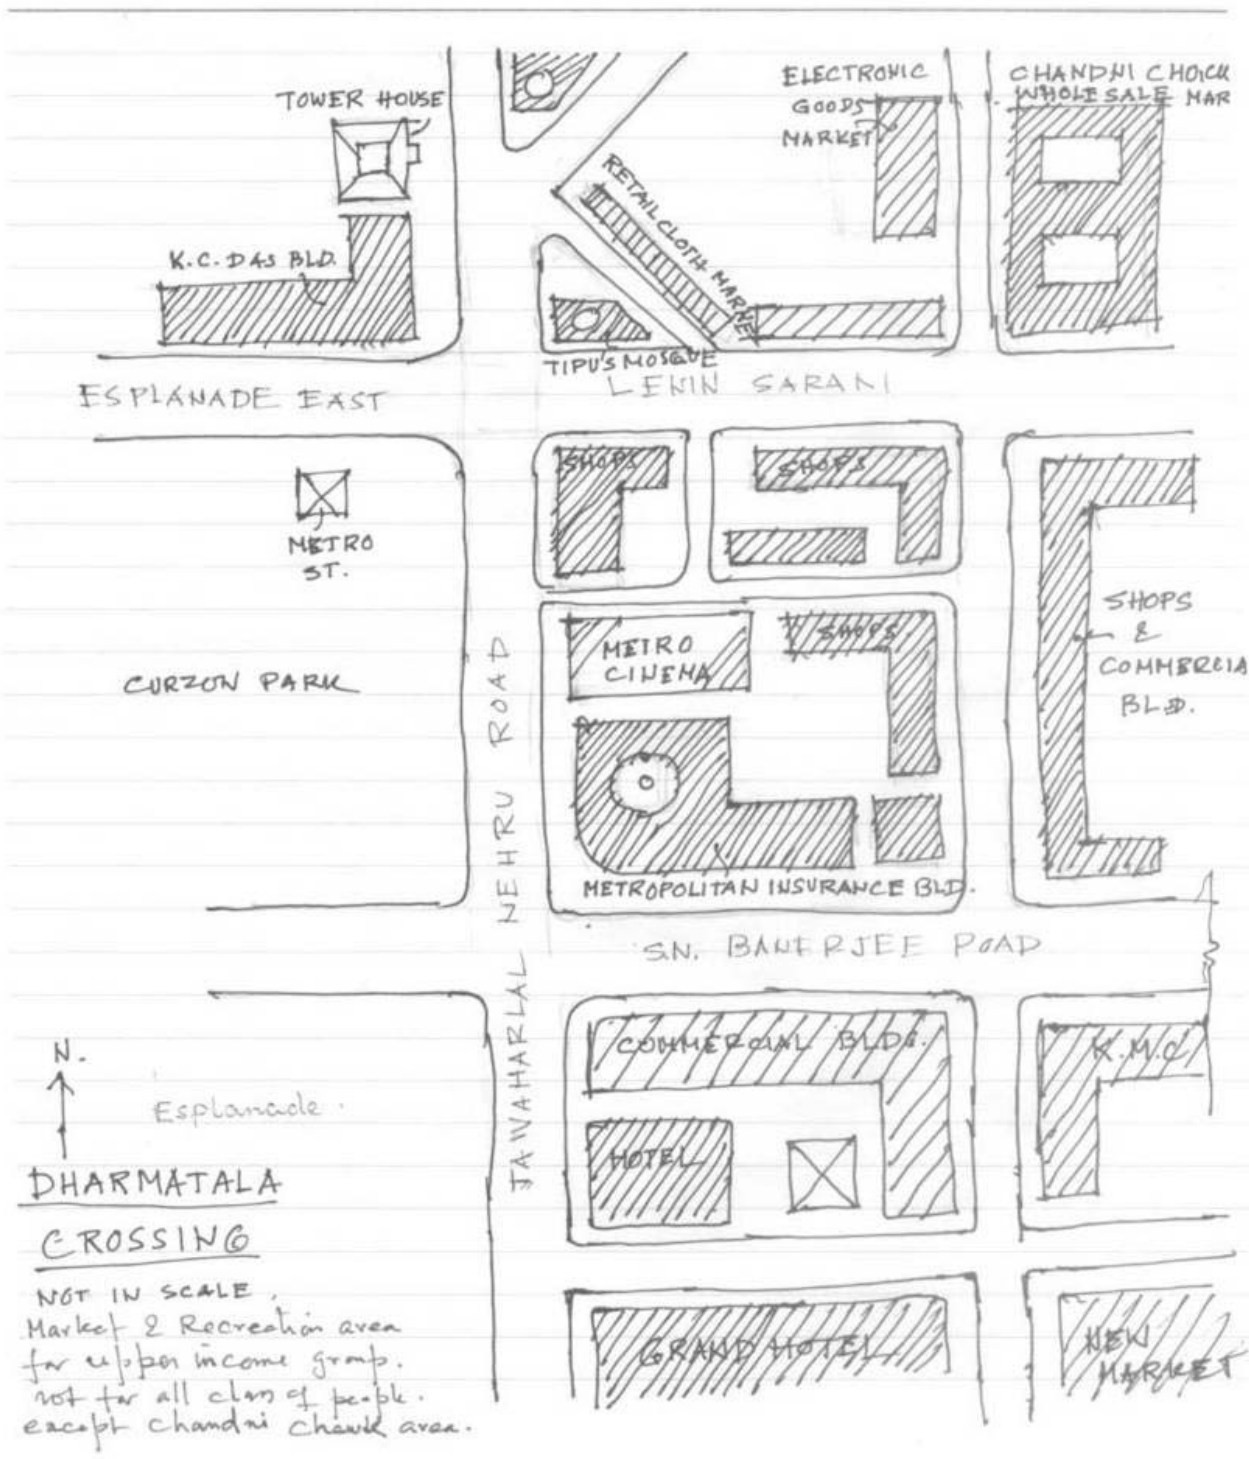 TOWER HOUSE
ELECTRONIC
GOODS
MARKET
CHANDNI CHOICK
WHOLE SALE MAR
RETAIL CLOTH MARKET
K.C. DAS BLD.
TIPU'S MOSQUE
ESPLANADE EAST
LENIN SARANI
SHOPS
SHOPS
METRO
ST.
SHOPS
&
COMMERCIA
BLD.
METRO
CINEMA
SHOPS
CURZON PARK
JAWAHARLAL NEHRU ROAD
METROPOLITAN INSURANCE BLD.
S.N. BANERJEE ROAD
COMMERCIAL BLDG.
K.M.C
N.
Esplanade.
HOTEL
DHARMATALA
CROSSING
NOT IN SCALE.
Market & Recreation area
for upper income group.
not for all class of people.
except Chandni Chawk area.
GRAND HOTEL
NEW
MARKET